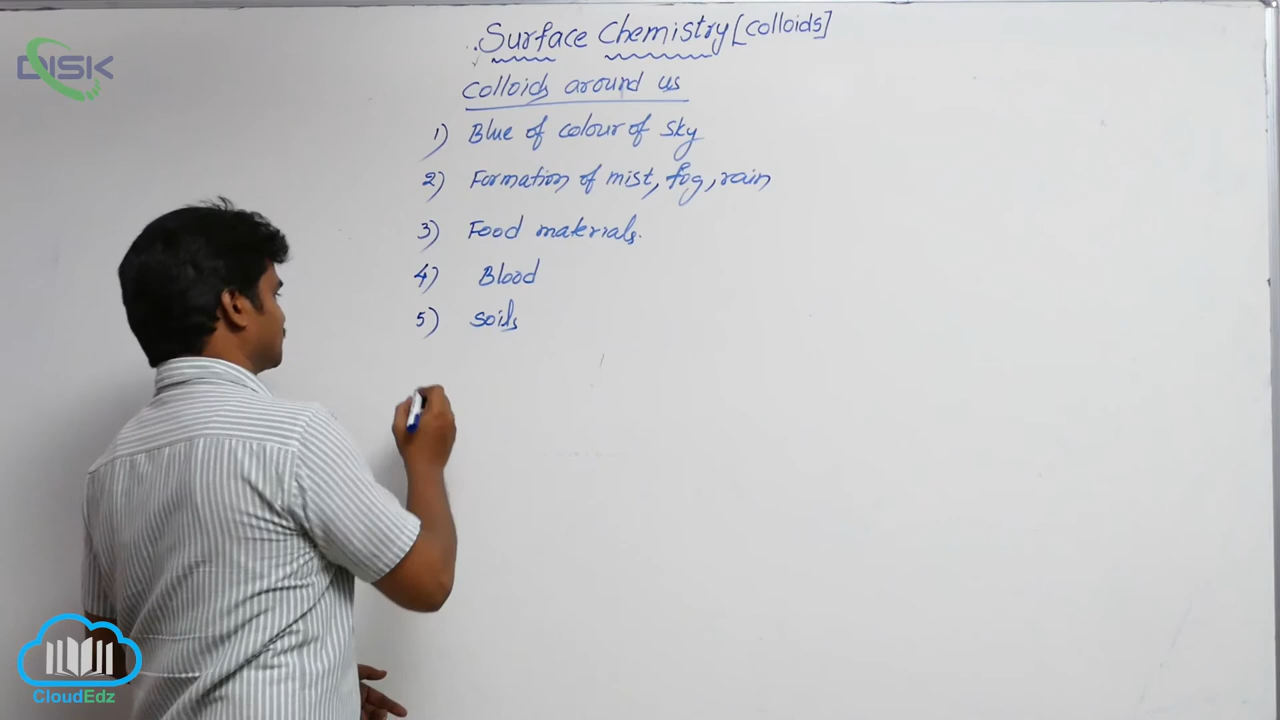 Surface Chemistry [colloids]
DISK
colloids around us
1) Blue of colour of sky
2) Formation of mist, fog, rain
3) Food materials.
4) Blood
5) soils
CloudEdz